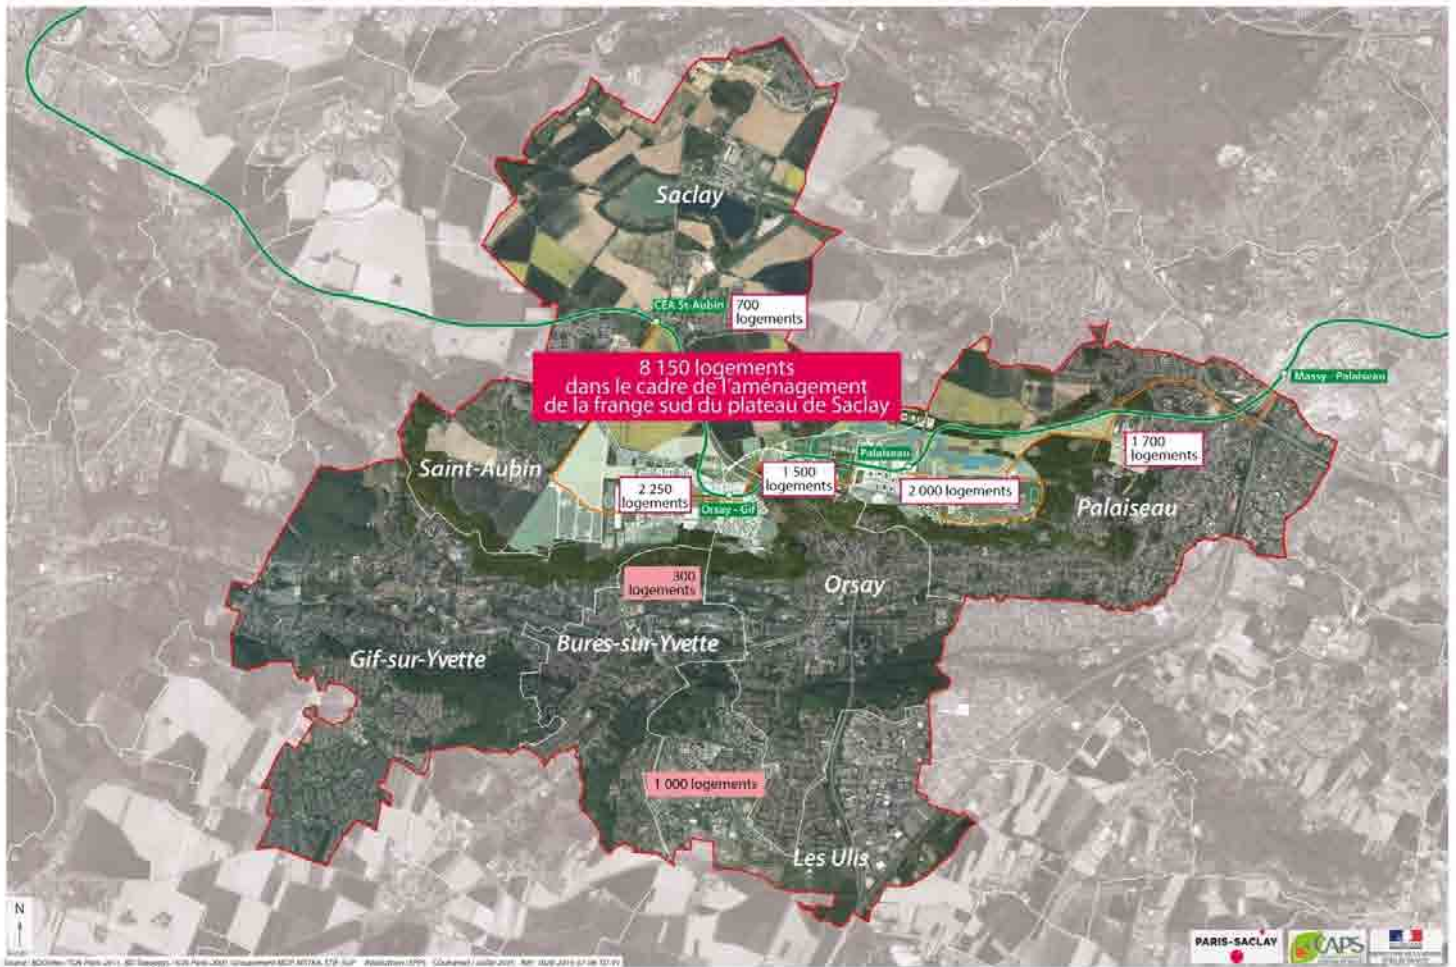 Saclay
CEA St-Aubin
700
logements
8 150 logements
dans le cadre de l'aménagement
de la frange sud du plateau de Saclay
Massy - Palaiseau
Palaiseau
1 700
logements
Saint-Aubin
2 250
logements
1 500
logements
2 000 logements
Orsay - Gif
Palaiseau
300
logements
Orsay
Bures-sur-Yvette
Gif-sur-Yvette
1 000 logements
Les Ulis
N
PARIS-SACLAY
CAPS